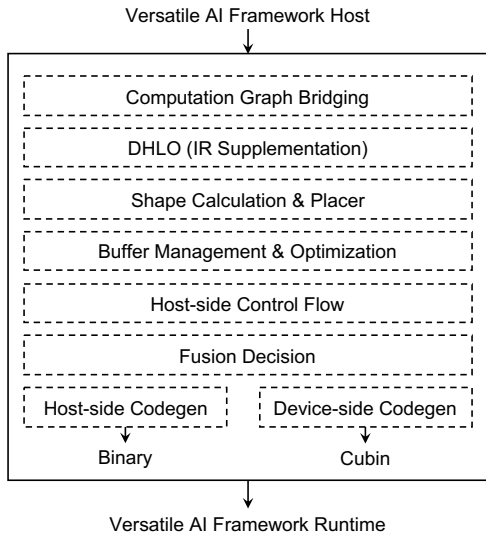 Versatile AI Framework Host
Computation Graph Bridging
DHLO (IR Supplementation)
Shape Calculation & Placer
Buffer Management & Optimization
Host-side Control Flow
Fusion Decision
Host-side Codegen
Device-side Codegen
Binary
Cubin
Versatile AI Framework Runtime